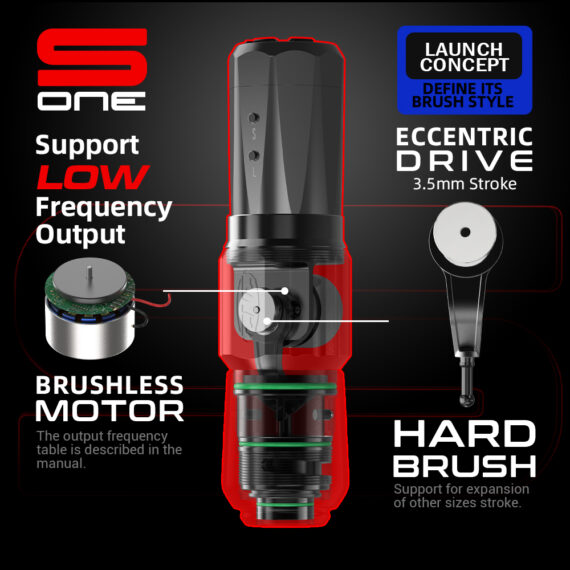 S
ONE
Support
LOW
Frequency
Output
BRUSHLESS
MOTOR
The output frequency
table is described in the
manual.
S
L
LAUNCH
CONCEPT
DEFINE ITS
BRUSH STYLE
ECCENTRIC
DRIVE
3.5mm Stroke
HARD
BRUSH
Support for expansion
of other sizes stroke.